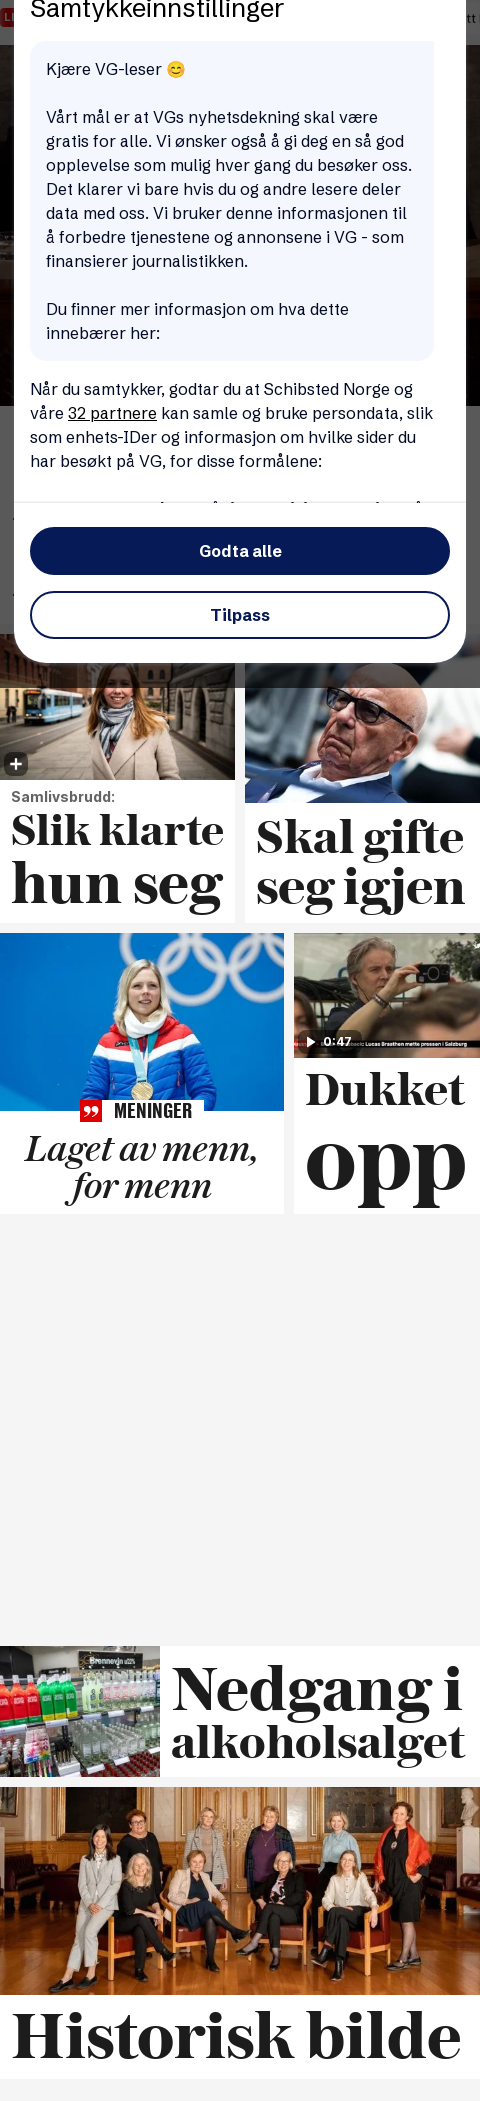 Samtykkeinnstillinger
Kjære VG-leser 😊
Vårt mål er at VGs nyhetsdekning skal være
gratis for alle. Vi ønsker også å gi deg en så god
opplevelse som mulig hver gang du besøker oss.
Det klarer vi bare hvis du og andre lesere deler
data med oss. Vi bruker denne informasjonen til
å forbedre tjenestene og annonsene i VG - som
finansierer journalistikken.
Du finner mer informasjon om hva dette
innebærer her:
Når du samtykker, godtar du at Schibsted Norge og
våre 32 partnere kan samle og bruke persondata, slik
som enhets-IDer og informasjon om hvilke sider du
har besøkt på VG, for disse formålene:
Godta alle
Tilpass
Samlivsbrudd:
Slik klarte
hun seg
Skal gifte
seg igjen
MENINGER
Laget av menn,
for menn
0:47
Lucas Braathen møtte pressen i Salzburg
Dukket
opp
Brennevin
Nedgang i
alkoholsalget
Historisk bilde